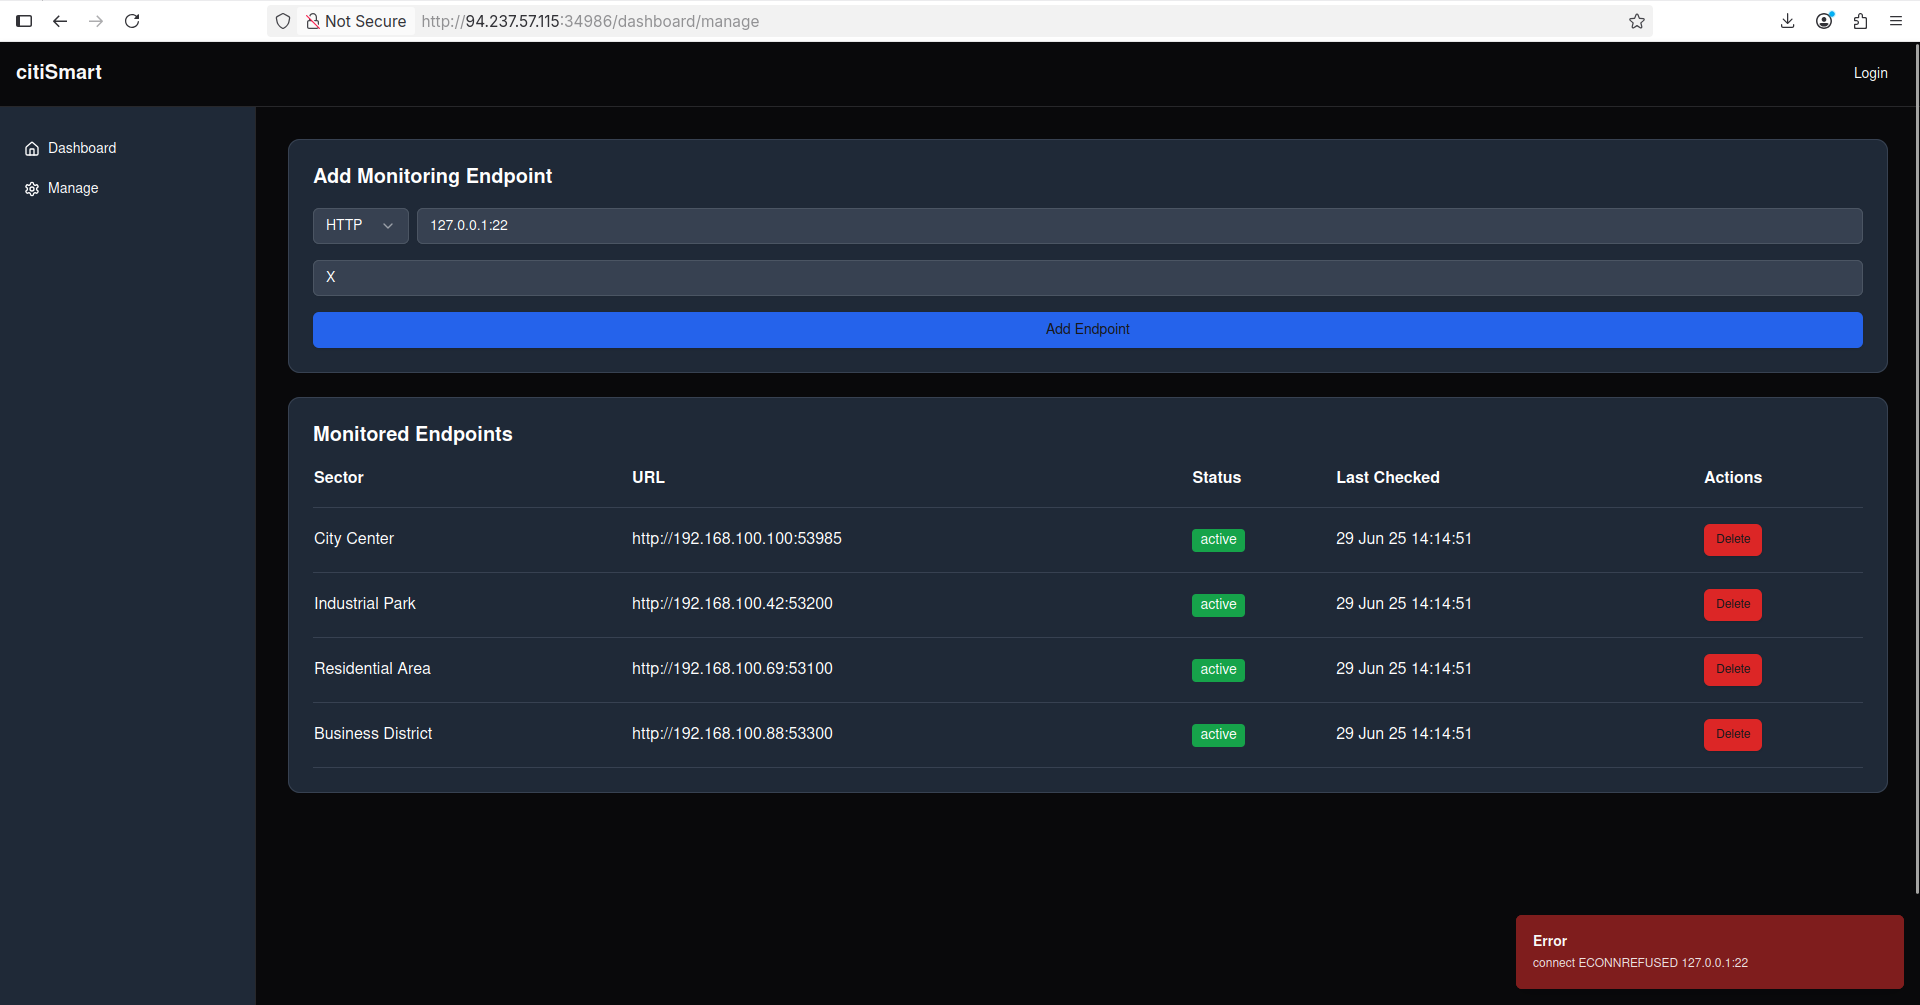 Not Secure http://94.237.57.115:34986/dashboard/manage
citiSmart
Login
Dashboard
Manage
Add Monitoring Endpoint
HTTP 127.0.0.1:22
X
Add Endpoint
Monitored Endpoints
Sector URL Status Last Checked Actions
City Center http://192.168.100.100:53985 active 29 Jun 25 14:14:51 Delete
Industrial Park http://192.168.100.42:53200 active 29 Jun 25 14:14:51 Delete
Residential Area http://192.168.100.69:53100 active 29 Jun 25 14:14:51 Delete
Business District http://192.168.100.88:53300 active 29 Jun 25 14:14:51 Delete
Error
connect ECONNREFUSED 127.0.0.1:22